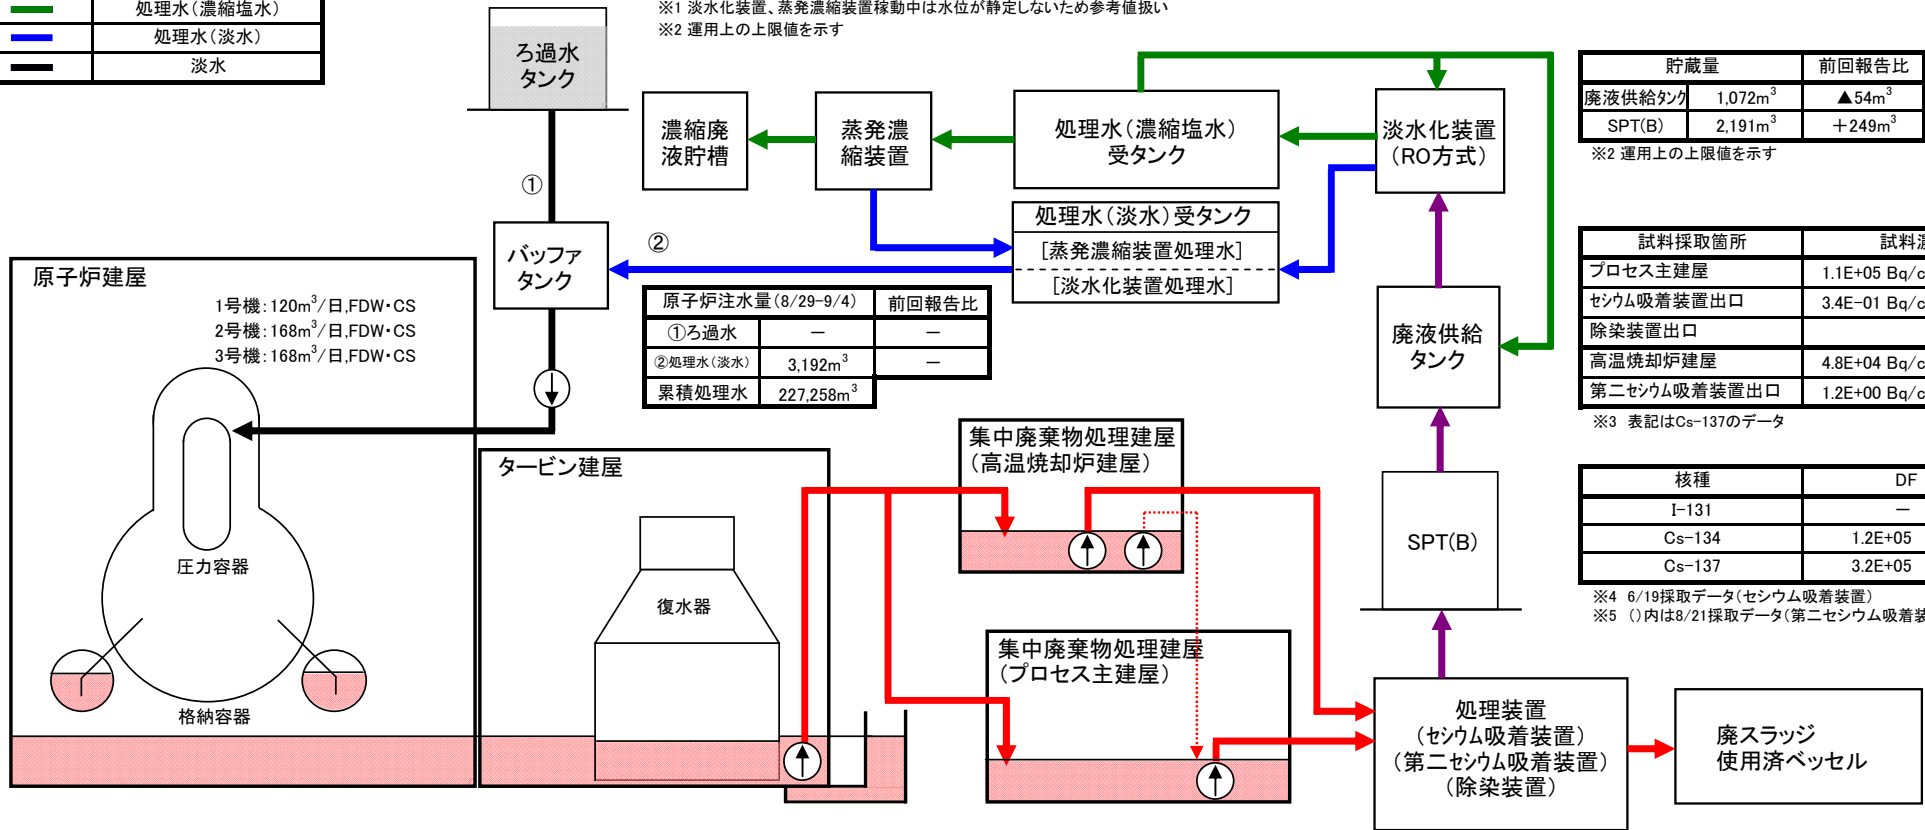 処理水(濃縮塩水)
処理水(淡水)
淡水
※1 淡水化装置、蒸発濃縮装置稼動中は水位が静定しないため参考値扱い
※2 運用上の上限値を示す
ろ過水
タンク
濃縮廃
液貯槽
蒸発濃
縮装置
処理水(濃縮塩水)
受タンク
淡水化装置
(RO方式)
貯蔵量 前回報告比
廃液供給タンク 1,072m³ ▲54m³
SPT(B) 2,191m³ +249m³
※2 運用上の上限値を示す
①
バッファ
タンク
②
処理水(淡水)受タンク
[蒸発濃縮装置処理水]
[淡水化装置処理水]
原子炉建屋
1号機:120m³/日,FDW・CS
2号機:168m³/日,FDW・CS
3号機:168m³/日,FDW・CS
原子炉注水量(8/29-9/4) 前回報告比
①ろ過水 － －
②処理水(淡水) 3,192m³ －
累積処理水 227,258m³
廃液供給
タンク
試料採取箇所 試料
プロセス主建屋 1.1E+05 Bq/c
セシウム吸着装置出口 3.4E-01 Bq/c
除染装置出口
高温焼却炉建屋 4.8E+04 Bq/c
第二セシウム吸着装置出口 1.2E+00 Bq/c
※3 表記はCs-137のデータ
圧力容器
格納容器
タービン建屋
復水器
集中廃棄物処理建屋
(高温焼却炉建屋)
集中廃棄物処理建屋
(プロセス主建屋)
SPT(B)
核種 DF
I-131 －
Cs-134 1.2E+05
Cs-137 3.2E+05
※4 6/19採取データ(セシウム吸着装置)
※5 ()内は8/21採取データ(第二セシウム吸着装
処理装置
(セシウム吸着装置)
(第二セシウム吸着装置)
(除染装置)
廃スラッジ
使用済ベッセル